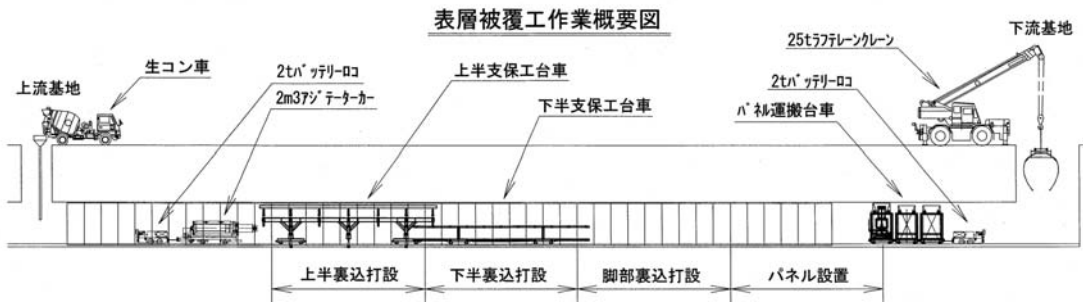 表層被覆工作業概要図
下流基地
25tﾗﾌﾃﾚｰﾝｸﾚｰﾝ
生コン車
2tﾊﾞｯﾃﾘｰﾛｺ
上半支保工台車
2tﾊﾞｯﾃﾘｰﾛｺ
上流基地
2m3ｱｼﾞﾃｰﾀｰｶｰ
下半支保工台車
ﾊﾟﾈﾙ運搬台車
上半裏込打設
下半裏込打設
脚部裏込打設
パネル設置